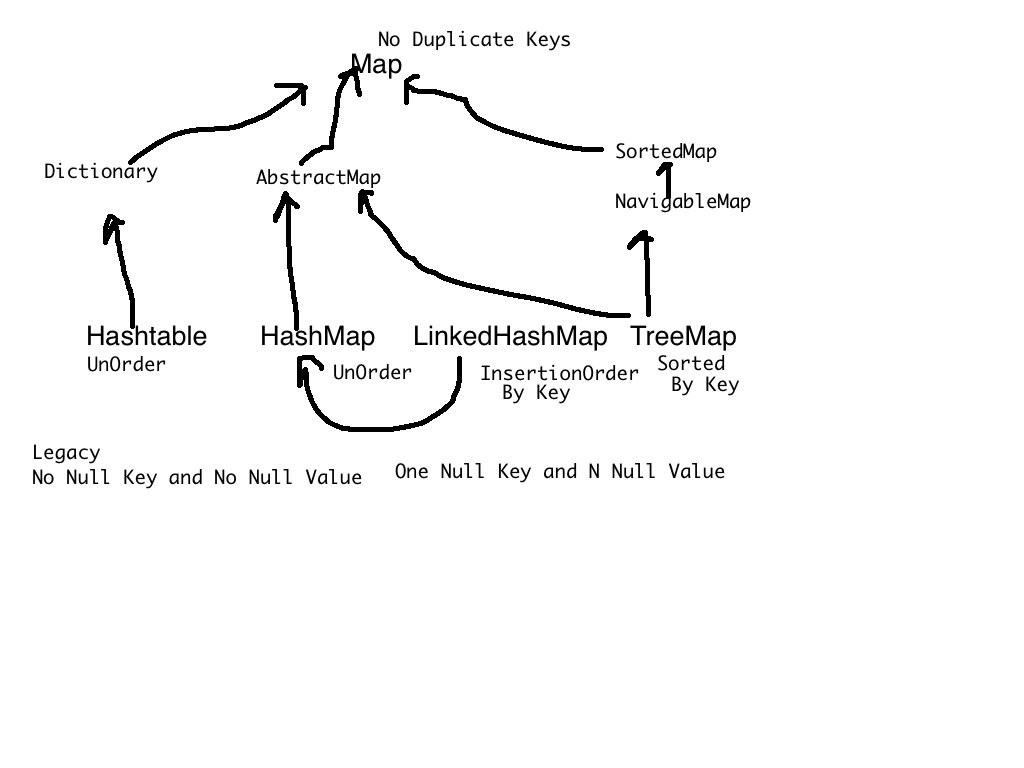 No Duplicate Keys
Map
Dictionary
AbstractMap
SortedMap
NavigableMap
Hashtable
UnOrder
HashMap
UnOrder
LinkedHashMap
InsertionOrder
By Key
TreeMap
Sorted
By Key
Legacy
No Null Key and No Null Value
One Null Key and N Null Value